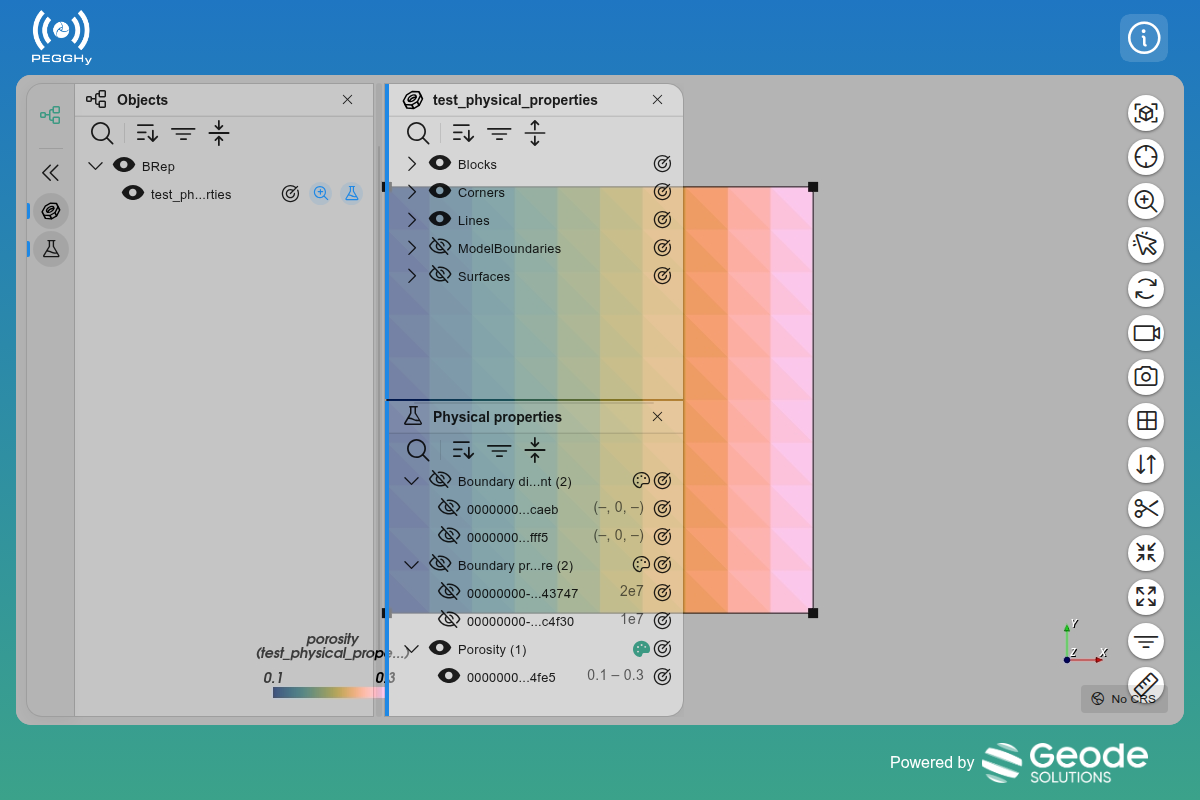 PEGGHy
Objects
BRep
test_ph...rties
test_physical_properties
Blocks
Corners
Lines
ModelBoundaries
Surfaces
Physical properties
Boundary di...nt (2)
0000000...caeb (–, 0, –)
0000000...fff5 (–, 0, –)
Boundary pr...re (2)
00000000-...43747 2e7
00000000-...c4f30 1e7
Porosity (1)
0000000...4fe5 0.1 – 0.3
porosity
(test_physical_prope...)
0.1 0.3
Y
Z X
No CRS
Powered by Geode
SOLUTIONS